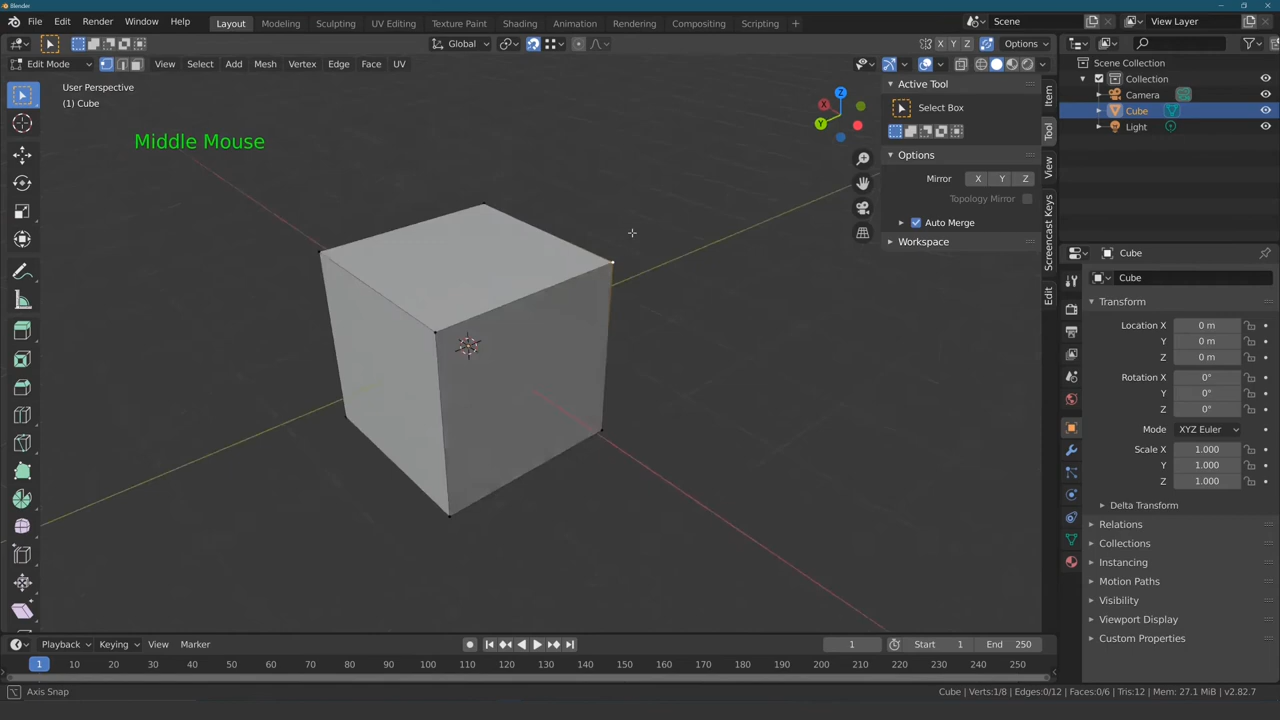 Blender
File Edit Render Window Help Layout Modeling Sculpting UV Editing Texture Paint Shading Animation Rendering Compositing Scripting + Scene View Layer
Global X Y Z Options
Edit Mode View Select Add Mesh Vertex Edge Face UV
User Perspective
(1) Cube
Middle Mouse
Z
X
Y
Active Tool
Select Box
Options
Mirror X Y Z
Topology Mirror
Auto Merge
Workspace
Item
Tool
View
Screencast Keys
Edit
Scene Collection
Collection
Camera
Cube
Light
Cube
Cube
Transform
Location X 0 m
Y 0 m
Z 0 m
Rotation X 0°
Y 0°
Z 0°
Mode XYZ Euler
Scale X 1.000
Y 1.000
Z 1.000
Delta Transform
Relations
Collections
Instancing
Motion Paths
Visibility
Viewport Display
Custom Properties
Playback Keying View Marker 1 Start 1 End 250
1 10 20 30 40 50 60 70 80 90 100 110 120 130 140 150 160 170 180 190 200 210 220 230 240 250
Axis Snap Cube | Verts:1/8 | Edges:0/12 | Faces:0/6 | Tris:12 | Mem: 27.1 MiB | v2.82.7